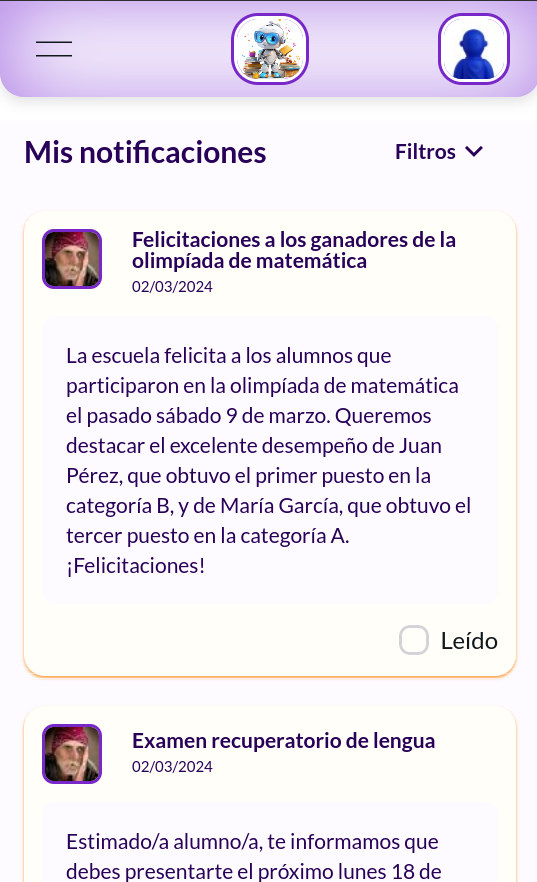 Mis notificaciones
Filtros
Felicitaciones a los ganadores de la
olimpíada de matemática
02/03/2024
La escuela felicita a los alumnos que
participaron en la olimpíada de matemática
el pasado sábado 9 de marzo. Queremos
destacar el excelente desempeño de Juan
Pérez, que obtuvo el primer puesto en la
categoría B, y de María García, que obtuvo el
tercer puesto en la categoría A.
¡Felicitaciones!
Leído
Examen recuperatorio de lengua
02/03/2024
Estimado/a alumno/a, te informamos que
debes presentarte el próximo lunes 18 de